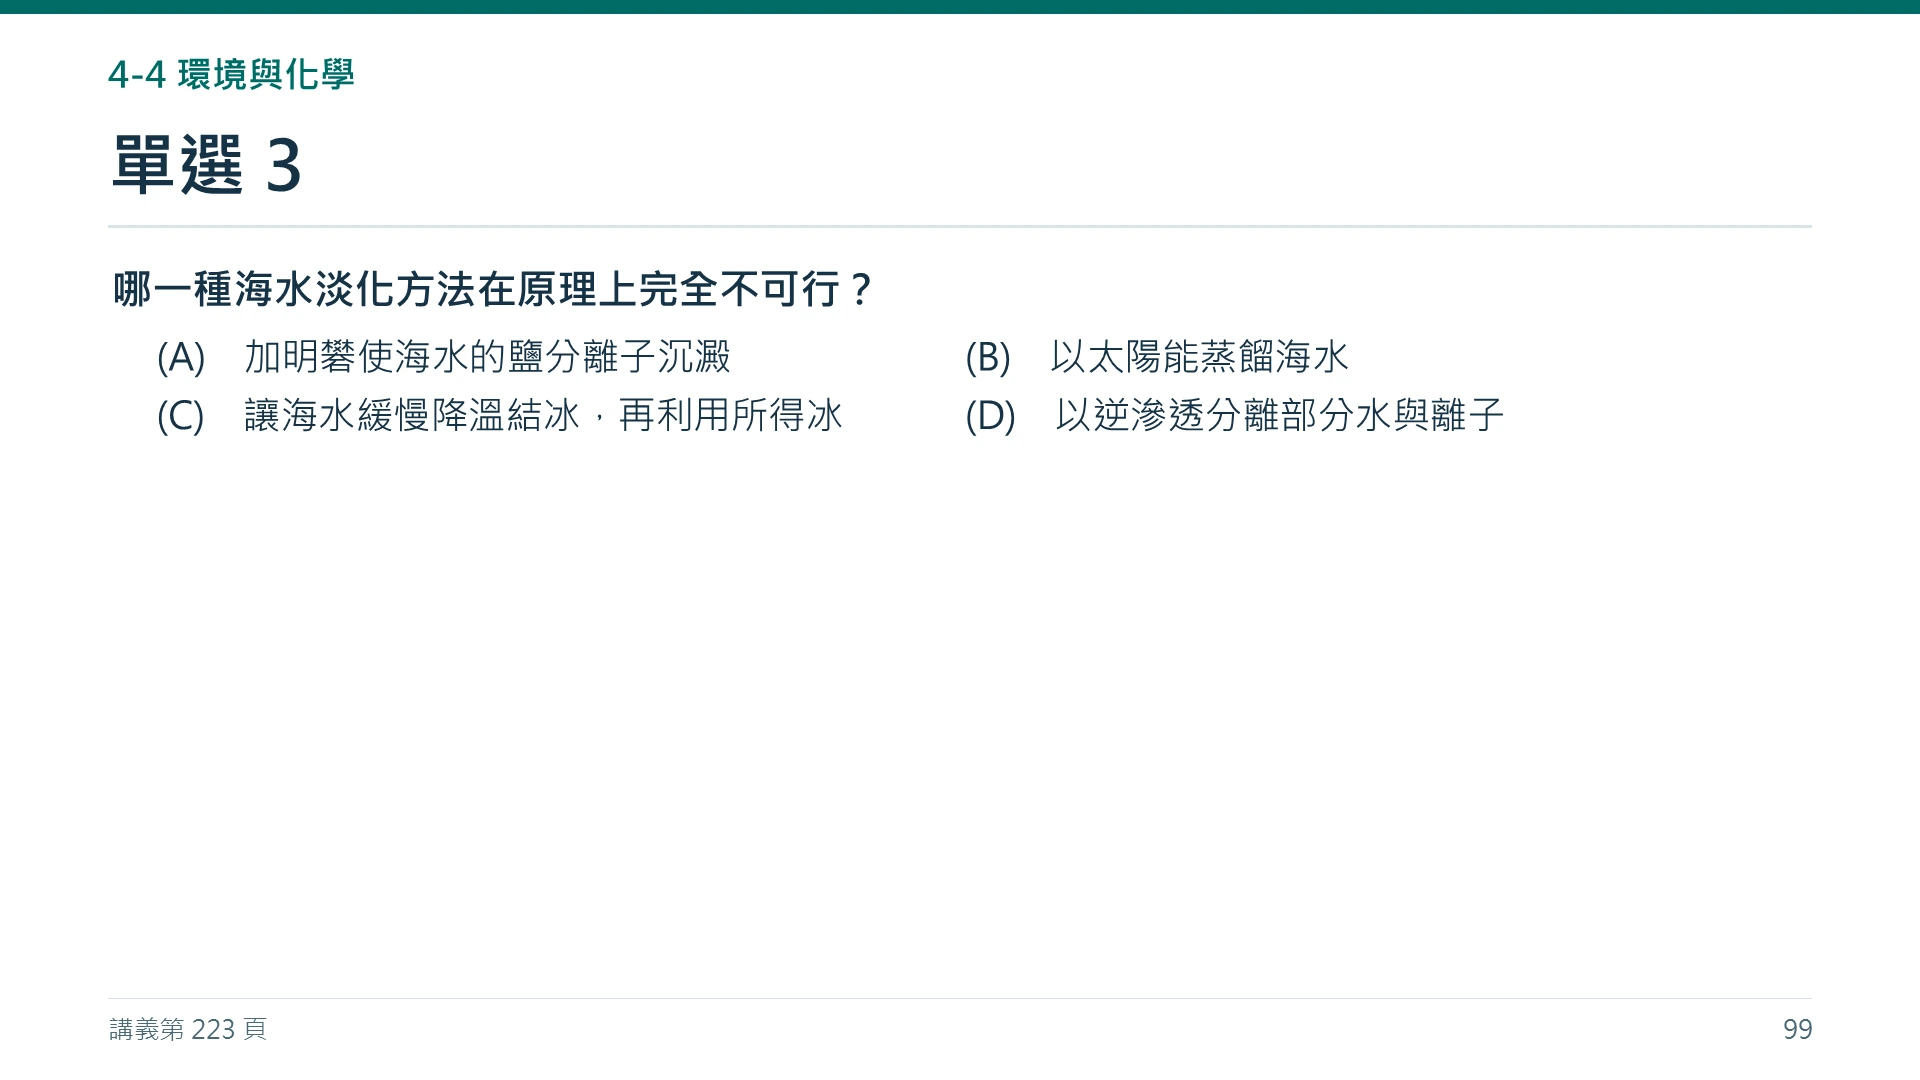 4-4 環境與化學
單選 3
哪一種海水淡化方法在原理上完全不可行？
(A) 加明礬使海水的鹽分離子沉澱 (B) 以太陽能蒸餾海水
(C) 讓海水緩慢降溫結冰，再利用所得冰 (D) 以逆滲透分離部分水與離子
講義第 223 頁 99